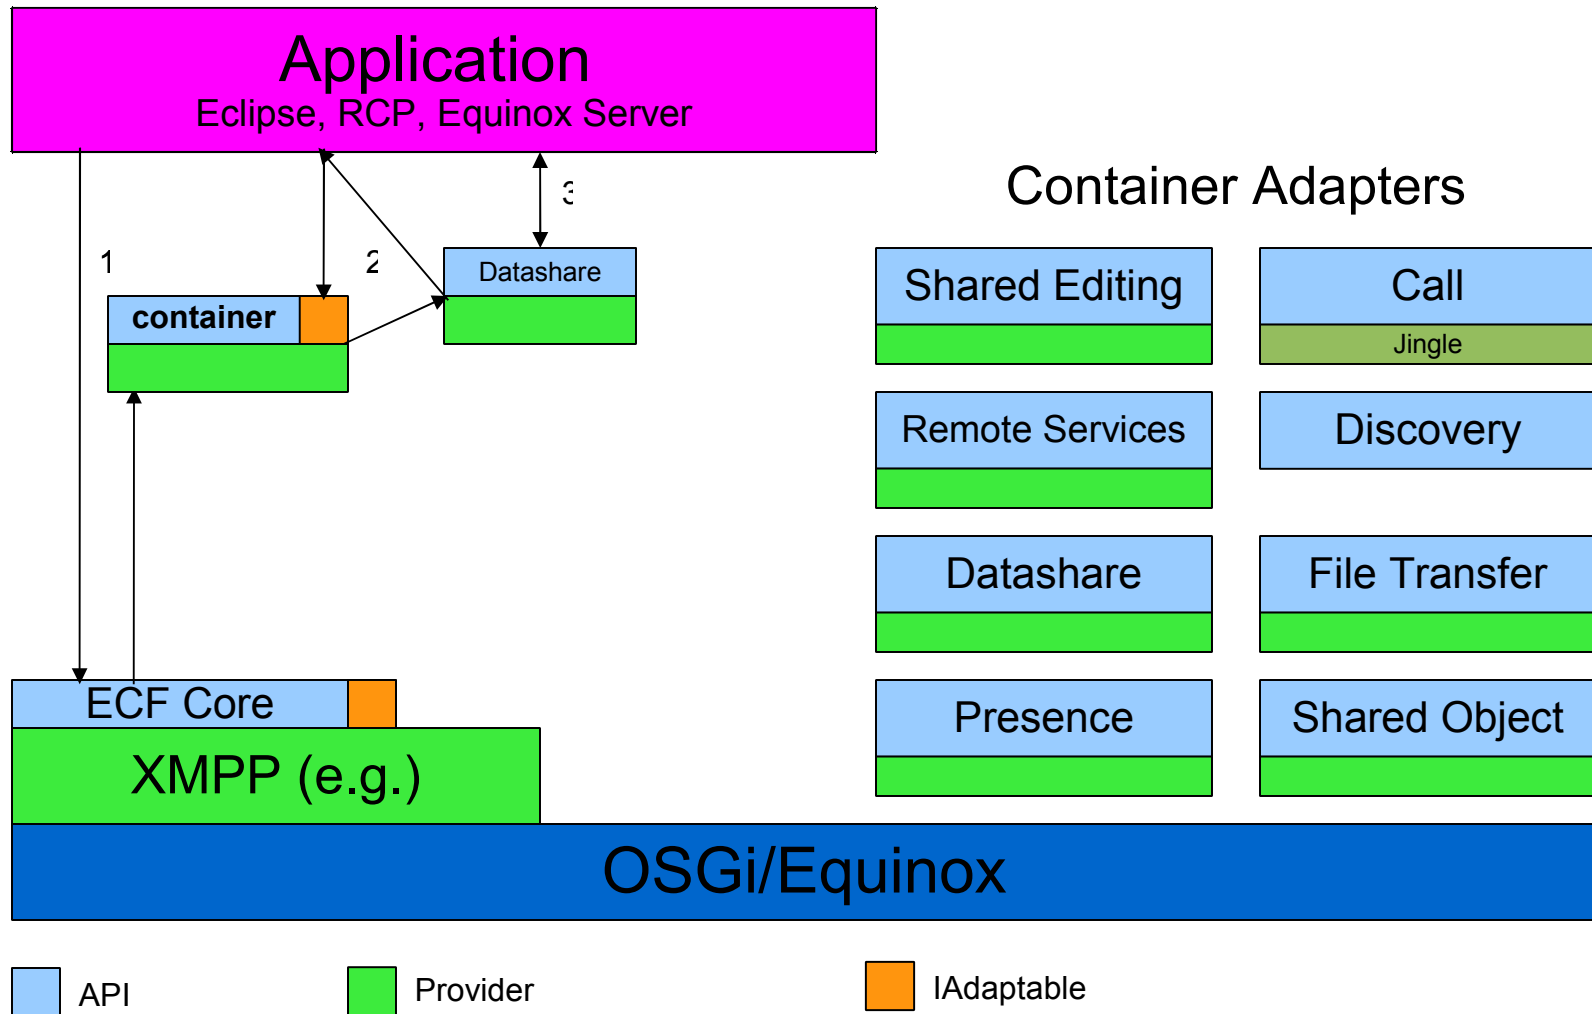 Application
Eclipse, RCP, Equinox Server
3
Container Adapters
1
2
Datashare
container
Shared Editing
Call
Jingle
Remote Services
Discovery
Datashare
File Transfer
ECF Core
Presence
Shared Object
XMPP (e.g.)
OSGi/Equinox
API
Provider
IAdaptable